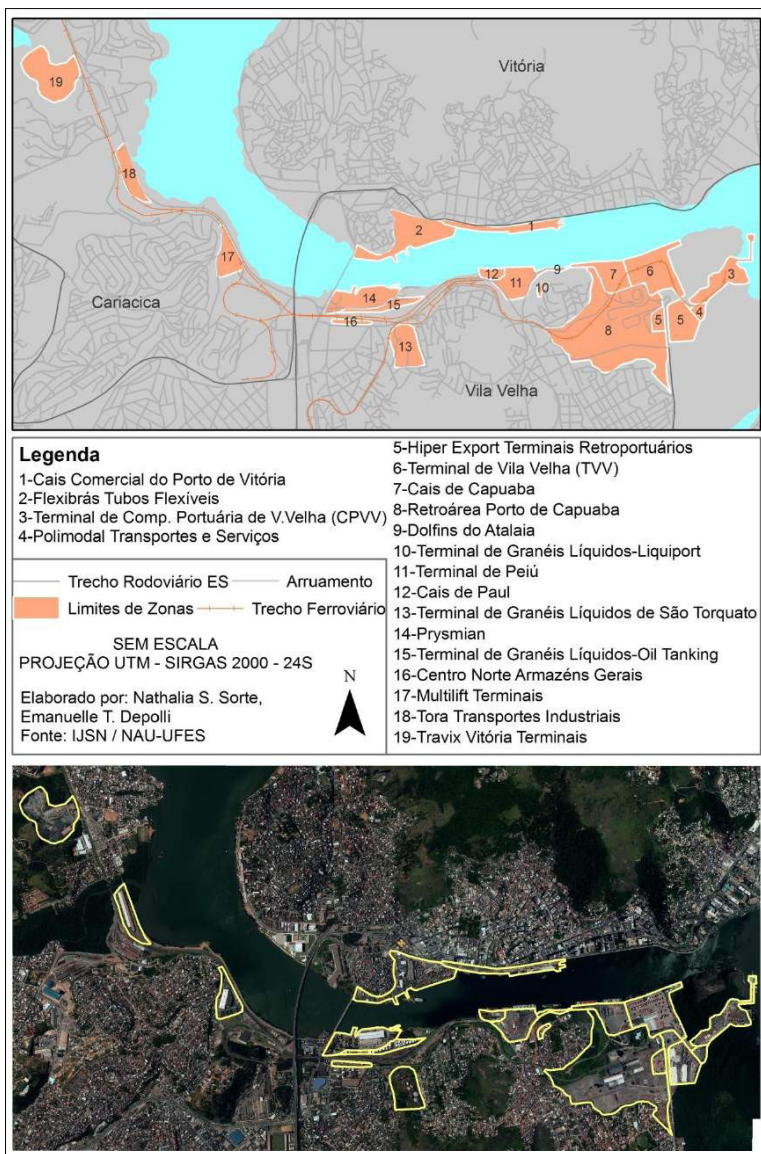 19
Vitória
18
2
1
17
9
12
11
10
7
6
3
14
15
Cariacica
16
13
8
5
5
4
Vila Velha
Legenda
1-Cais Comercial do Porto de Vitória
2-Flexibrás Tubos Flexíveis
3-Terminal de Comp. Portuária de V.Velha (CPVV)
4-Polimodal Transportes e Serviços
Trecho Rodoviário ES
Arruamento
Limites de Zonas
Trecho Ferroviário
SEM ESCALA
PROJEÇÃO UTM - SIRGAS 2000 - 24S
Elaborado por: Nathalia S. Sorte,
Emanuelle T. Depolli
Fonte: IJSN / NAU-UFES
N
5-Hiper Export Terminais Retroportuários
6-Terminal de Vila Velha (TVV)
7-Cais de Capuaba
8-Retroárea Porto de Capuaba
9-Dolfins do Atalaia
10-Terminal de Granéis Líquidos-Liquiport
11-Terminal de Peiú
12-Cais de Paul
13-Terminal de Granéis Líquidos de São Torquato
14-Prysmian
15-Terminal de Granéis Líquidos-Oil Tanking
16-Centro Norte Armazéns Gerais
17-Multilift Terminais
18-Tora Transportes Industriais
19-Travix Vitória Terminais